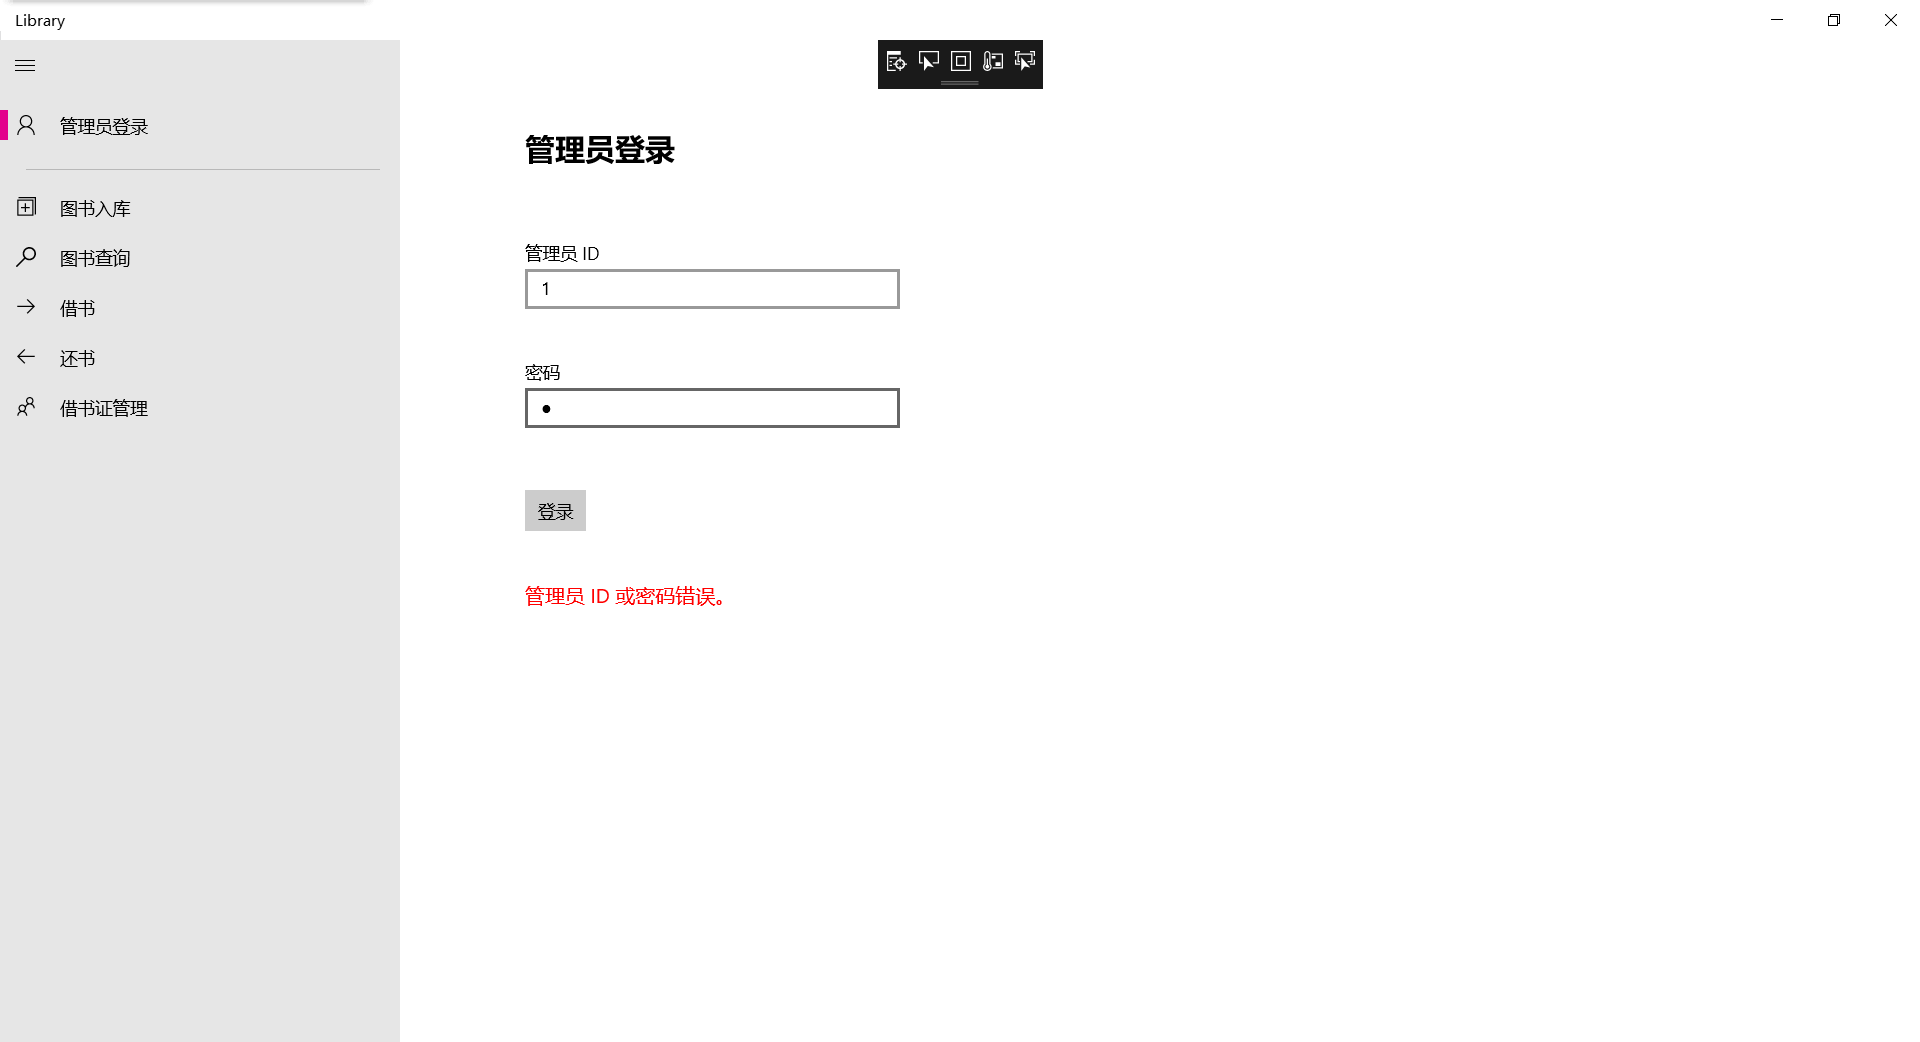 Library
管理员登录
图书入库
图书查询
借书
还书
借书证管理
管理员登录
管理员 ID
1
密码
●
登录
管理员 ID 或密码错误。